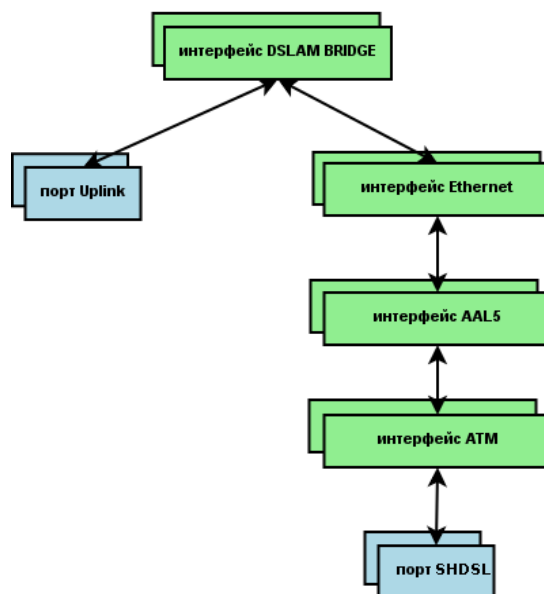 интерфейс DSLAM BRIDGE
порт Uplink
интерфейс Ethernet
интерфейс AAL5
интерфейс ATM
порт SHDSL